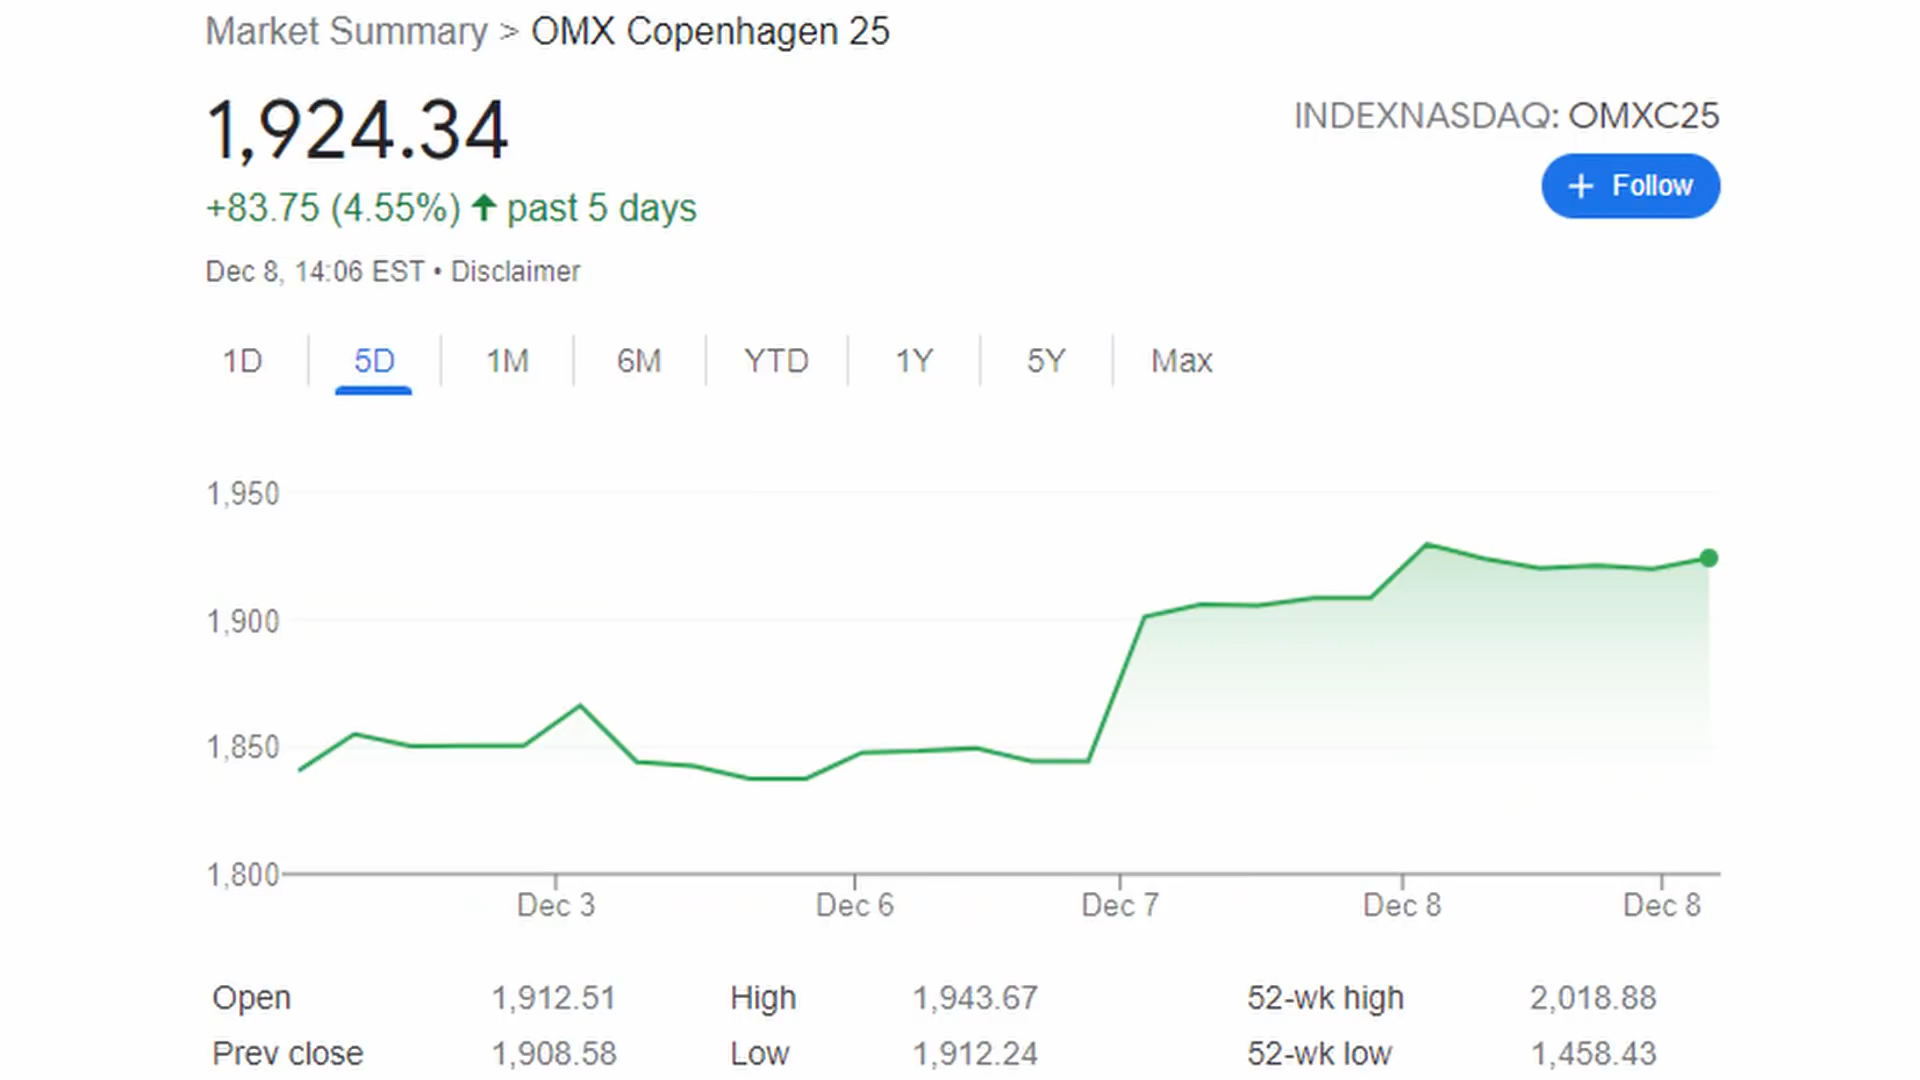 Market Summary > OMX Copenhagen 25
1,924.34
INDEXNASDAQ: OMXC25
+ Follow
+83.75 (4.55%) ↑ past 5 days
Dec 8, 14:06 EST • Disclaimer
1D 5D 1M 6M YTD 1Y 5Y Max
1,950
1,900
1,850
1,800
Dec 3 Dec 6 Dec 7 Dec 8 Dec 8
Open 1,912.51 High 1,943.67 52-wk high 2,018.88
Prev close 1,908.58 Low 1,912.24 52-wk low 1,458.43